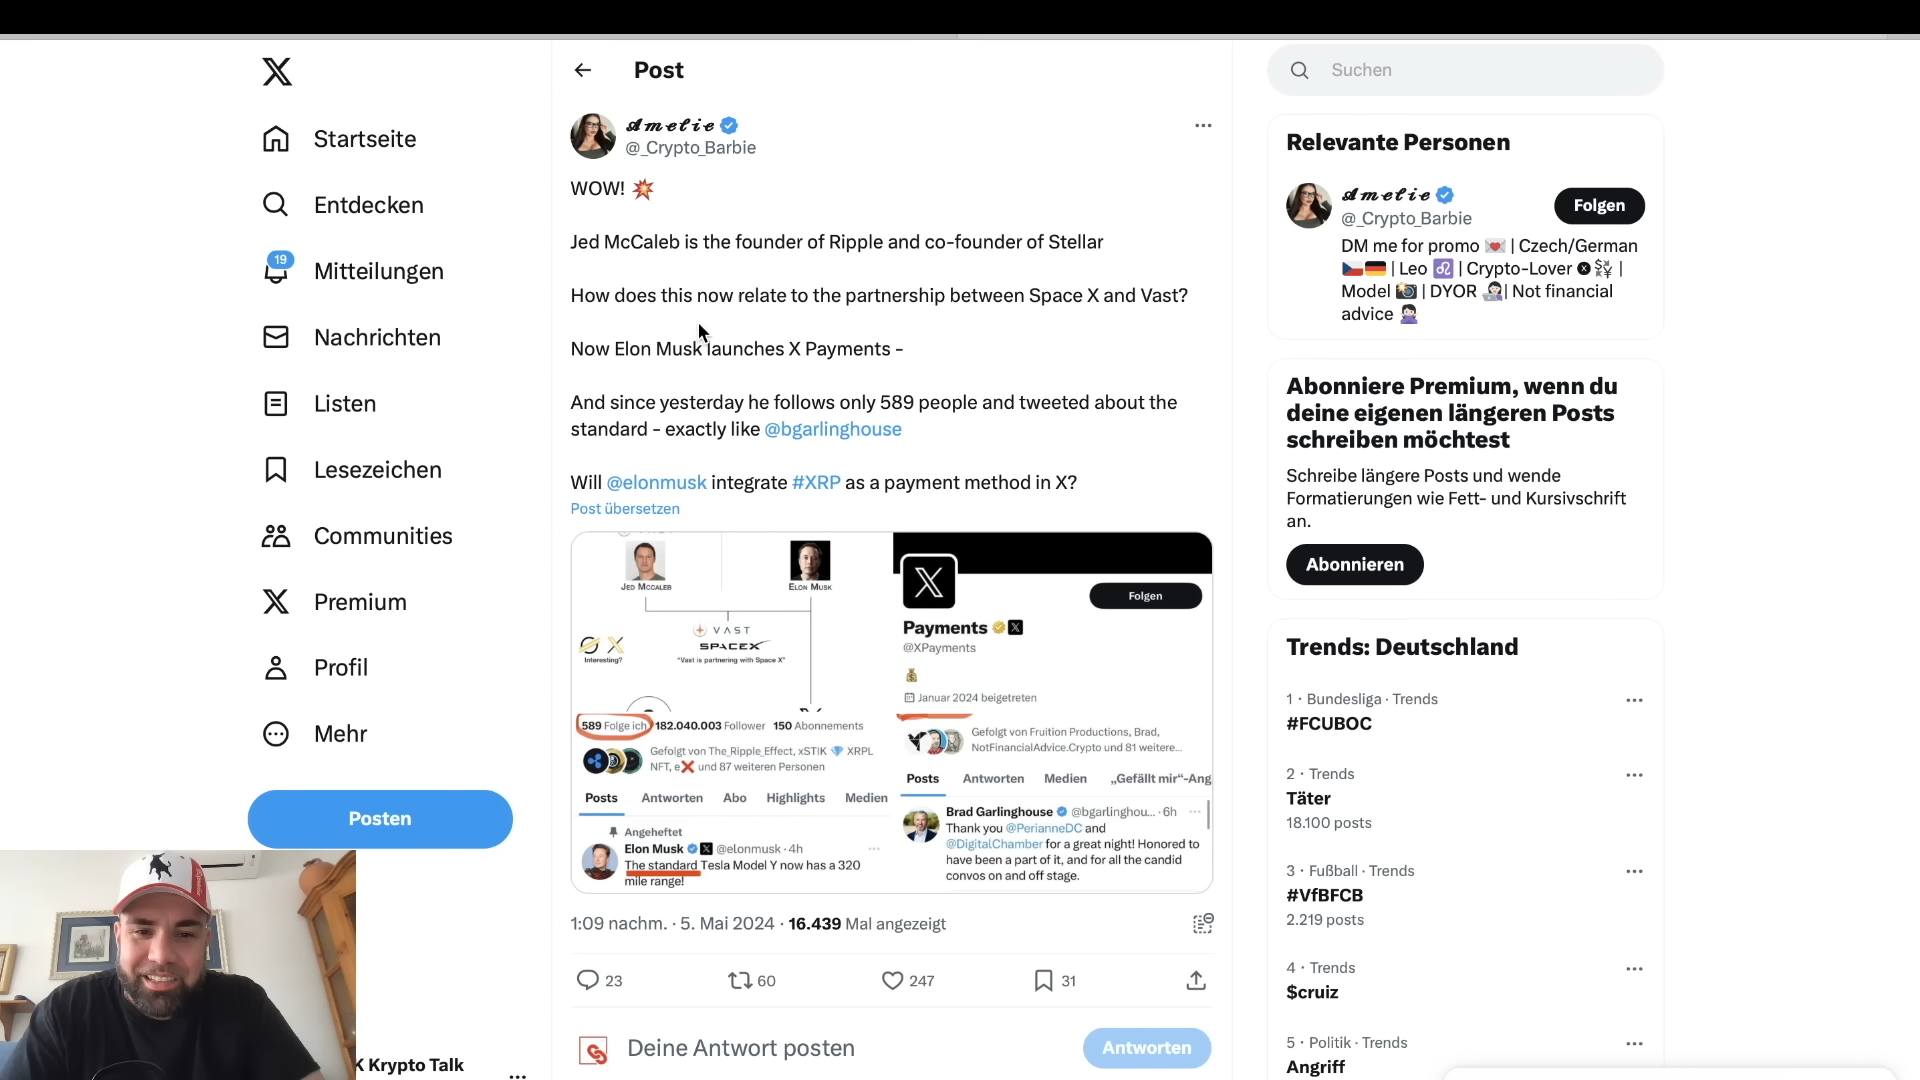 Startseite
Entdecken
19
Mitteilungen
Nachrichten
Listen
Lesezeichen
Communities
Premium
Profil
Mehr
Posten
K Krypto Talk
Post
𝓐𝓶𝓮𝓵𝓲𝓮
@_Crypto_Barbie
WOW! 💥
Jed McCaleb is the founder of Ripple and co-founder of Stellar
How does this now relate to the partnership between Space X and Vast?
Now Elon Musk launches X Payments -
And since yesterday he follows only 589 people and tweeted about the
standard - exactly like @bgarlinghouse
Will @elonmusk integrate #XRP as a payment method in X?
Post übersetzen
JED MCCALEB
ELON MUSK
VAST
SPACEX
Interesting?
"Vast is partnering with Space X"
589 Folge ich 182.040.003 Follower 150 Abonnements
Gefolgt von The_Ripple_Effect, xSTIK 💎 XRPL
NFT, e❌ und 87 weiteren Personen
Posts Antworten Abo Highlights Medien
Angeheftet
Elon Musk @elonmusk · 4h
The standard Tesla Model Y now has a 320
mile range!
Folgen
Payments
@XPayments
💰
Januar 2024 beigetreten
Gefolgt von Fruition Productions, Brad,
NotFinancialAdvice.Crypto und 81 weitere...
Posts Antworten Medien „Gefällt mir“-Ang
Brad Garlinghouse @bgarlinghou... · 6h
Thank you @PerianneDC and
@DigitalChamber for a great night! Honored to
have been a part of it, and for all the candid
convos on and off stage.
1:09 nachm. · 5. Mai 2024 · 16.439 Mal angezeigt
23 60 247 31
Deine Antwort posten
Antworten
Suchen
Relevante Personen
𝓐𝓶𝓮𝓵𝓲𝓮
@_Crypto_Barbie
Folgen
DM me for promo 💌 | Czech/German
🇨🇿🇩🇪 | Leo ♌ | Crypto-Lover |
Model 📸 | DYOR 👩🏻‍💻| Not financial
advice 🙅🏻‍♀️
Abonniere Premium, wenn du
deine eigenen längeren Posts
schreiben möchtest
Schreibe längere Posts und wende
Formatierungen wie Fett- und Kursivschrift
an.
Abonnieren
Trends: Deutschland
1 · Bundesliga · Trends
#FCUBOC
2 · Trends
Täter
18.100 posts
3 · Fußball · Trends
#VfBFCB
2.219 posts
4 · Trends
$cruiz
5 · Politik · Trends
Angriff